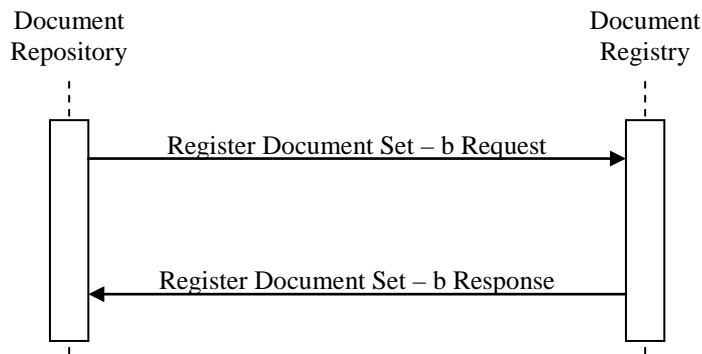 Document
Repository
Document
Registry
Register Document Set – b Request
Register Document Set – b Response